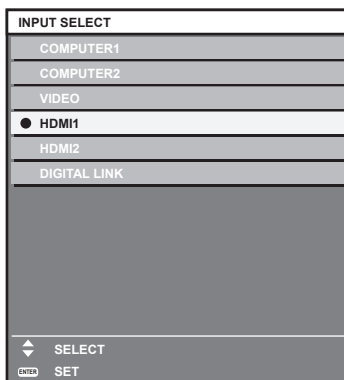 INPUT SELECT
COMPUTER1
COMPUTER2
VIDEO
HDMI1
HDMI2
DIGITAL LINK
SELECT
ENTER SET